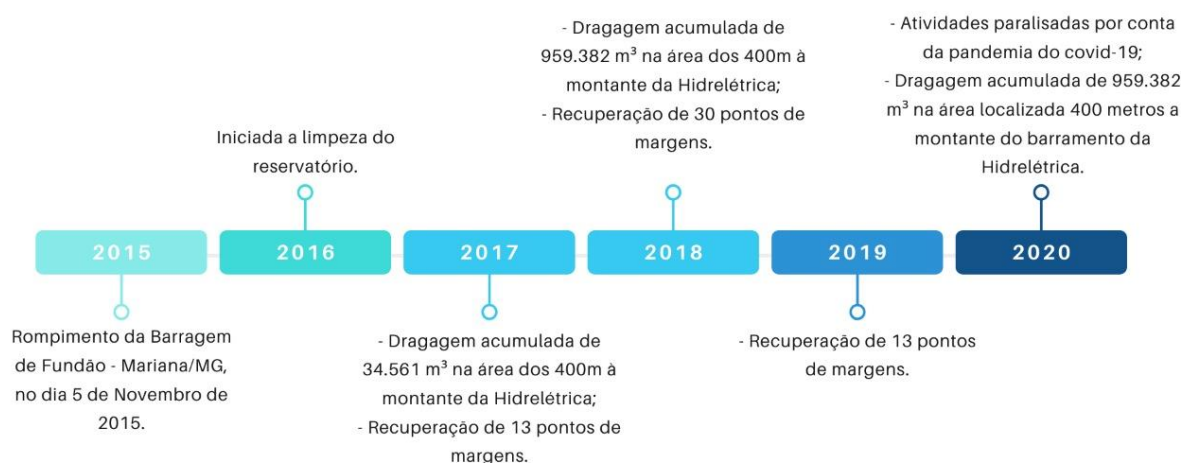 2015
Rompimento da Barragem
de Fundão - Mariana/MG,
no dia 5 de Novembro de
2015.
Iniciada a limpeza do
reservatório.
2016
2017
- Dragagem acumulada de
34.561 m³ na área dos 400m à
montante da Hidrelétrica;
- Recuperação de 13 pontos de
margens.
- Dragagem acumulada de
959.382 m³ na área dos 400m à
montante da Hidrelétrica;
- Recuperação de 30 pontos de
margens.
2018
2019
- Recuperação de 13 pontos
de margens.
- Atividades paralisadas por conta
da pandemia do covid-19;
- Dragagem acumulada de 959.382
m³ na área localizada 400 metros a
montante do barramento da
Hidrelétrica.
2020